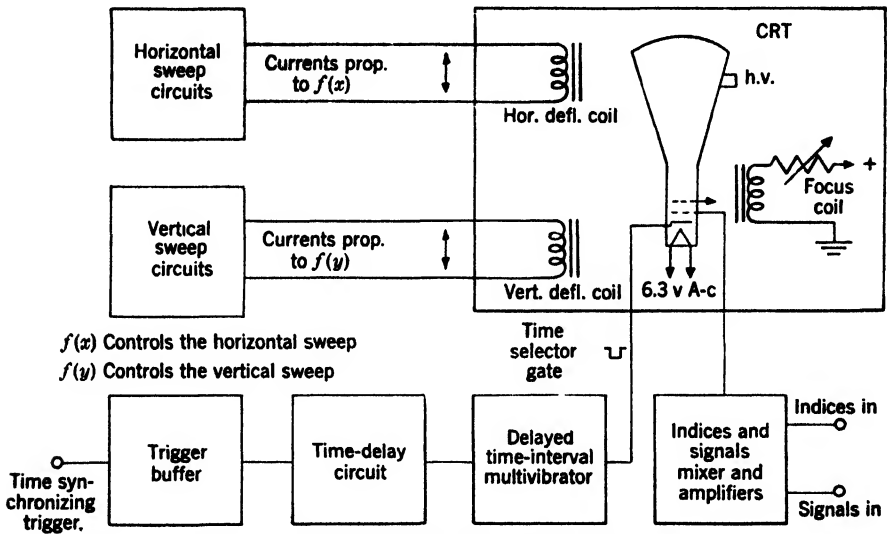 Horizontal
sweep
circuits
Currents prop.
to f(x)
Hor. defl. coil
CRT
h.v.
+
Focus
coil
Vertical
sweep
circuits
Currents prop.
to f(y)
Vert. defl. coil
6.3 v A-c
f(x) Controls the horizontal sweep
f(y) Controls the vertical sweep
Time
selector
gate
Time syn-
chronizing
trigger.
Trigger
buffer
Time-delay
circuit
Delayed
time-interval
multivibrator
Indices and
signals
mixer and
amplifiers
Indices in
Signals in